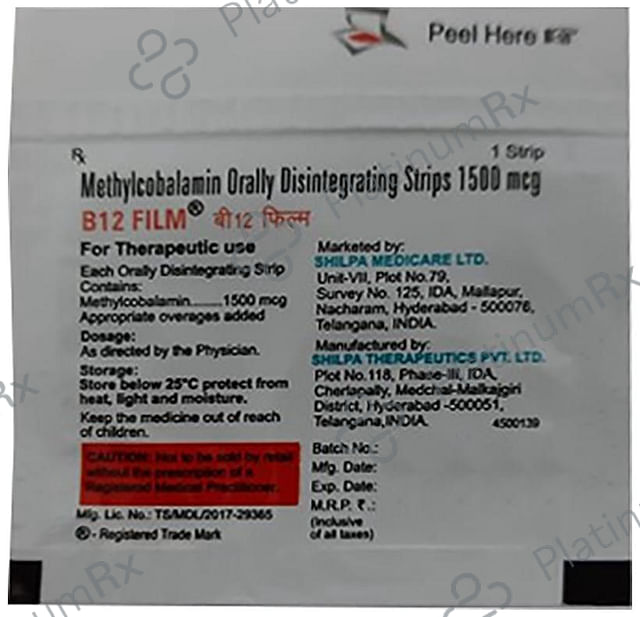 Peel Here
Rx
1 Strip
Methylcobalamin Orally Disintegrating Strips 1500 mcg
B12 FILM® बी12 फिल्म
For Therapeutic use
Each Orally Disintegrating Strip
Contains:
Methylcobalamin........1500 mcg
Appropriate overages added
Dosage:
As directed by the Physician.
Storage:
Store below 25°C protect from
heat, light and moisture.
Keep the medicine out of reach
of children.
CAUTION: Not to be sold by retail
without the prescription of a
Registered Medical Practitioner.
Mfg. Lic. No.: TS/MDL/2017-29365
®- Registered Trade Mark
Marketed by:
SHILPA MEDICARE LTD.
Unit-VII, Plot No.79,
Survey No. 125, IDA, Mallapur,
Nacharam, Hyderabad - 500076,
Telangana, INDIA.
Manufactured by:
SHILPA THERAPEUTICS PVT. LTD.
Plot No.118, Phase-III, IDA,
Cherlapally, Medchal-Malkajgiri
District, Hyderabad -500051,
Telangana,INDIA. 4500139
Batch No.:
Mfg. Date:
Exp. Date:
M.R.P. ₹.:
(Inclusive
of all taxes)
PlatinumRx
PlatinumRx
PlatinumRx
Rx
umRx
Platin